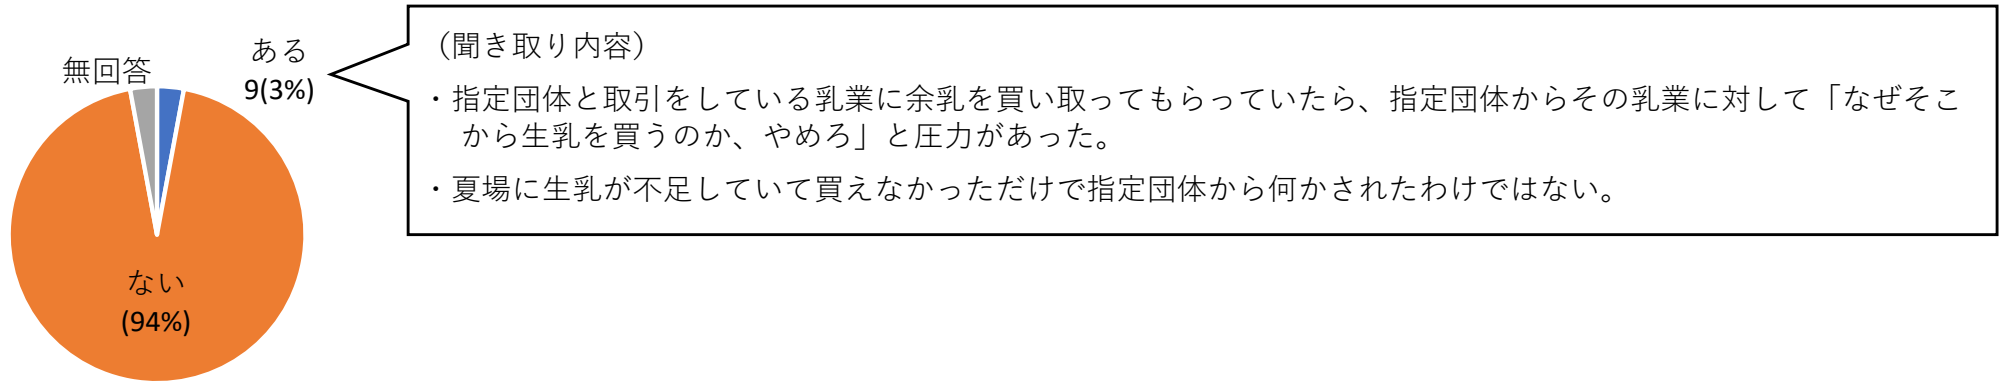 無回答
ある
9(3%)
ない
(94%)
（聞き取り内容）
・指定団体と取引をしている乳業に余乳を買い取ってもらっていたら、指定団体からその乳業に対して「なぜそこ
から生乳を買うのか、やめろ」と圧力があった。
・夏場に生乳が不足していて買えなかっただけで指定団体から何かされたわけではない。